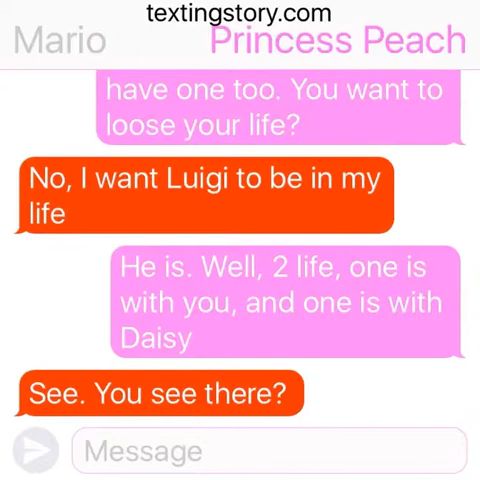 textingstory.com
Mario Princess Peach
have one too. You want to
loose your life?
No, I want Luigi to be in my
life
He is. Well, 2 life, one is
with you, and one is with
Daisy
See. You see there?
Message